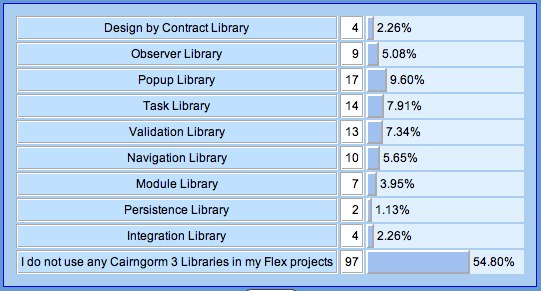 Design by Contract Library 4 2.26%
Observer Library 9 5.08%
Popup Library 17 9.60%
Task Library 14 7.91%
Validation Library 13 7.34%
Navigation Library 10 5.65%
Module Library 7 3.95%
Persistence Library 2 1.13%
Integration Library 4 2.26%
I do not use any Cairngorm 3 Libraries in my Flex projects 97 54.80%